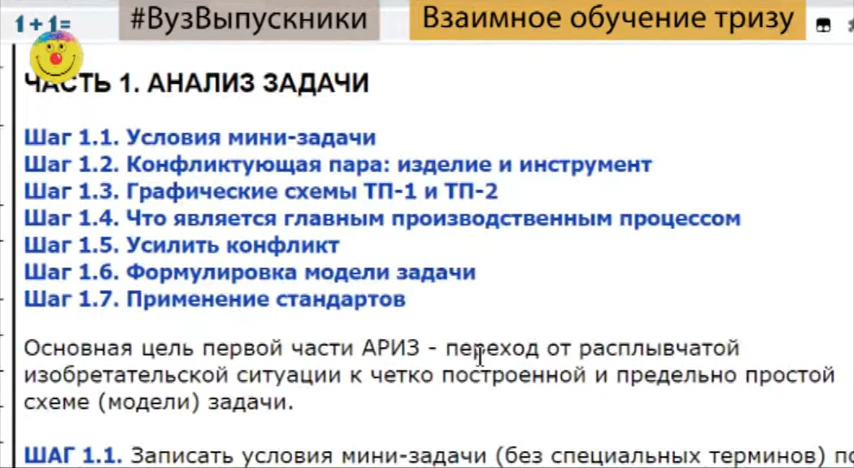 1+1=
#ВузВыпускники
Взаимное обучение тризу
ЧАСТЬ 1. АНАЛИЗ ЗАДАЧИ
Шаг 1.1. Условия мини-задачи
Шаг 1.2. Конфликтующая пара: изделие и инструмент
Шаг 1.3. Графические схемы ТП-1 и ТП-2
Шаг 1.4. Что является главным производственным процессом
Шаг 1.5. Усилить конфликт
Шаг 1.6. Формулировка модели задачи
Шаг 1.7. Применение стандартов
Основная цель первой части АРИЗ - переход от расплывчатой
изобретательской ситуации к четко построенной и предельно простой
схеме (модели) задачи.
ШАГ 1.1. Записать условия мини-задачи (без специальных терминов) по